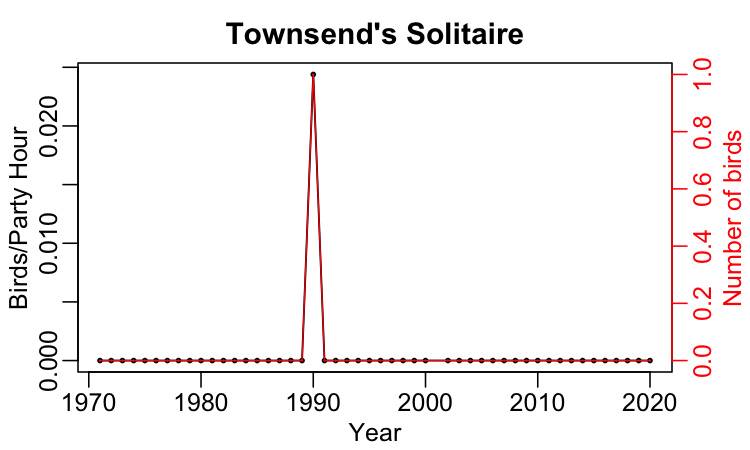 Townsend's Solitaire
Birds/Party Hour
0.000
0.010
0.020
Number of birds
0.0
0.2
0.4
0.6
0.8
1.0
1970 1980 1990 2000 2010 2020
Year